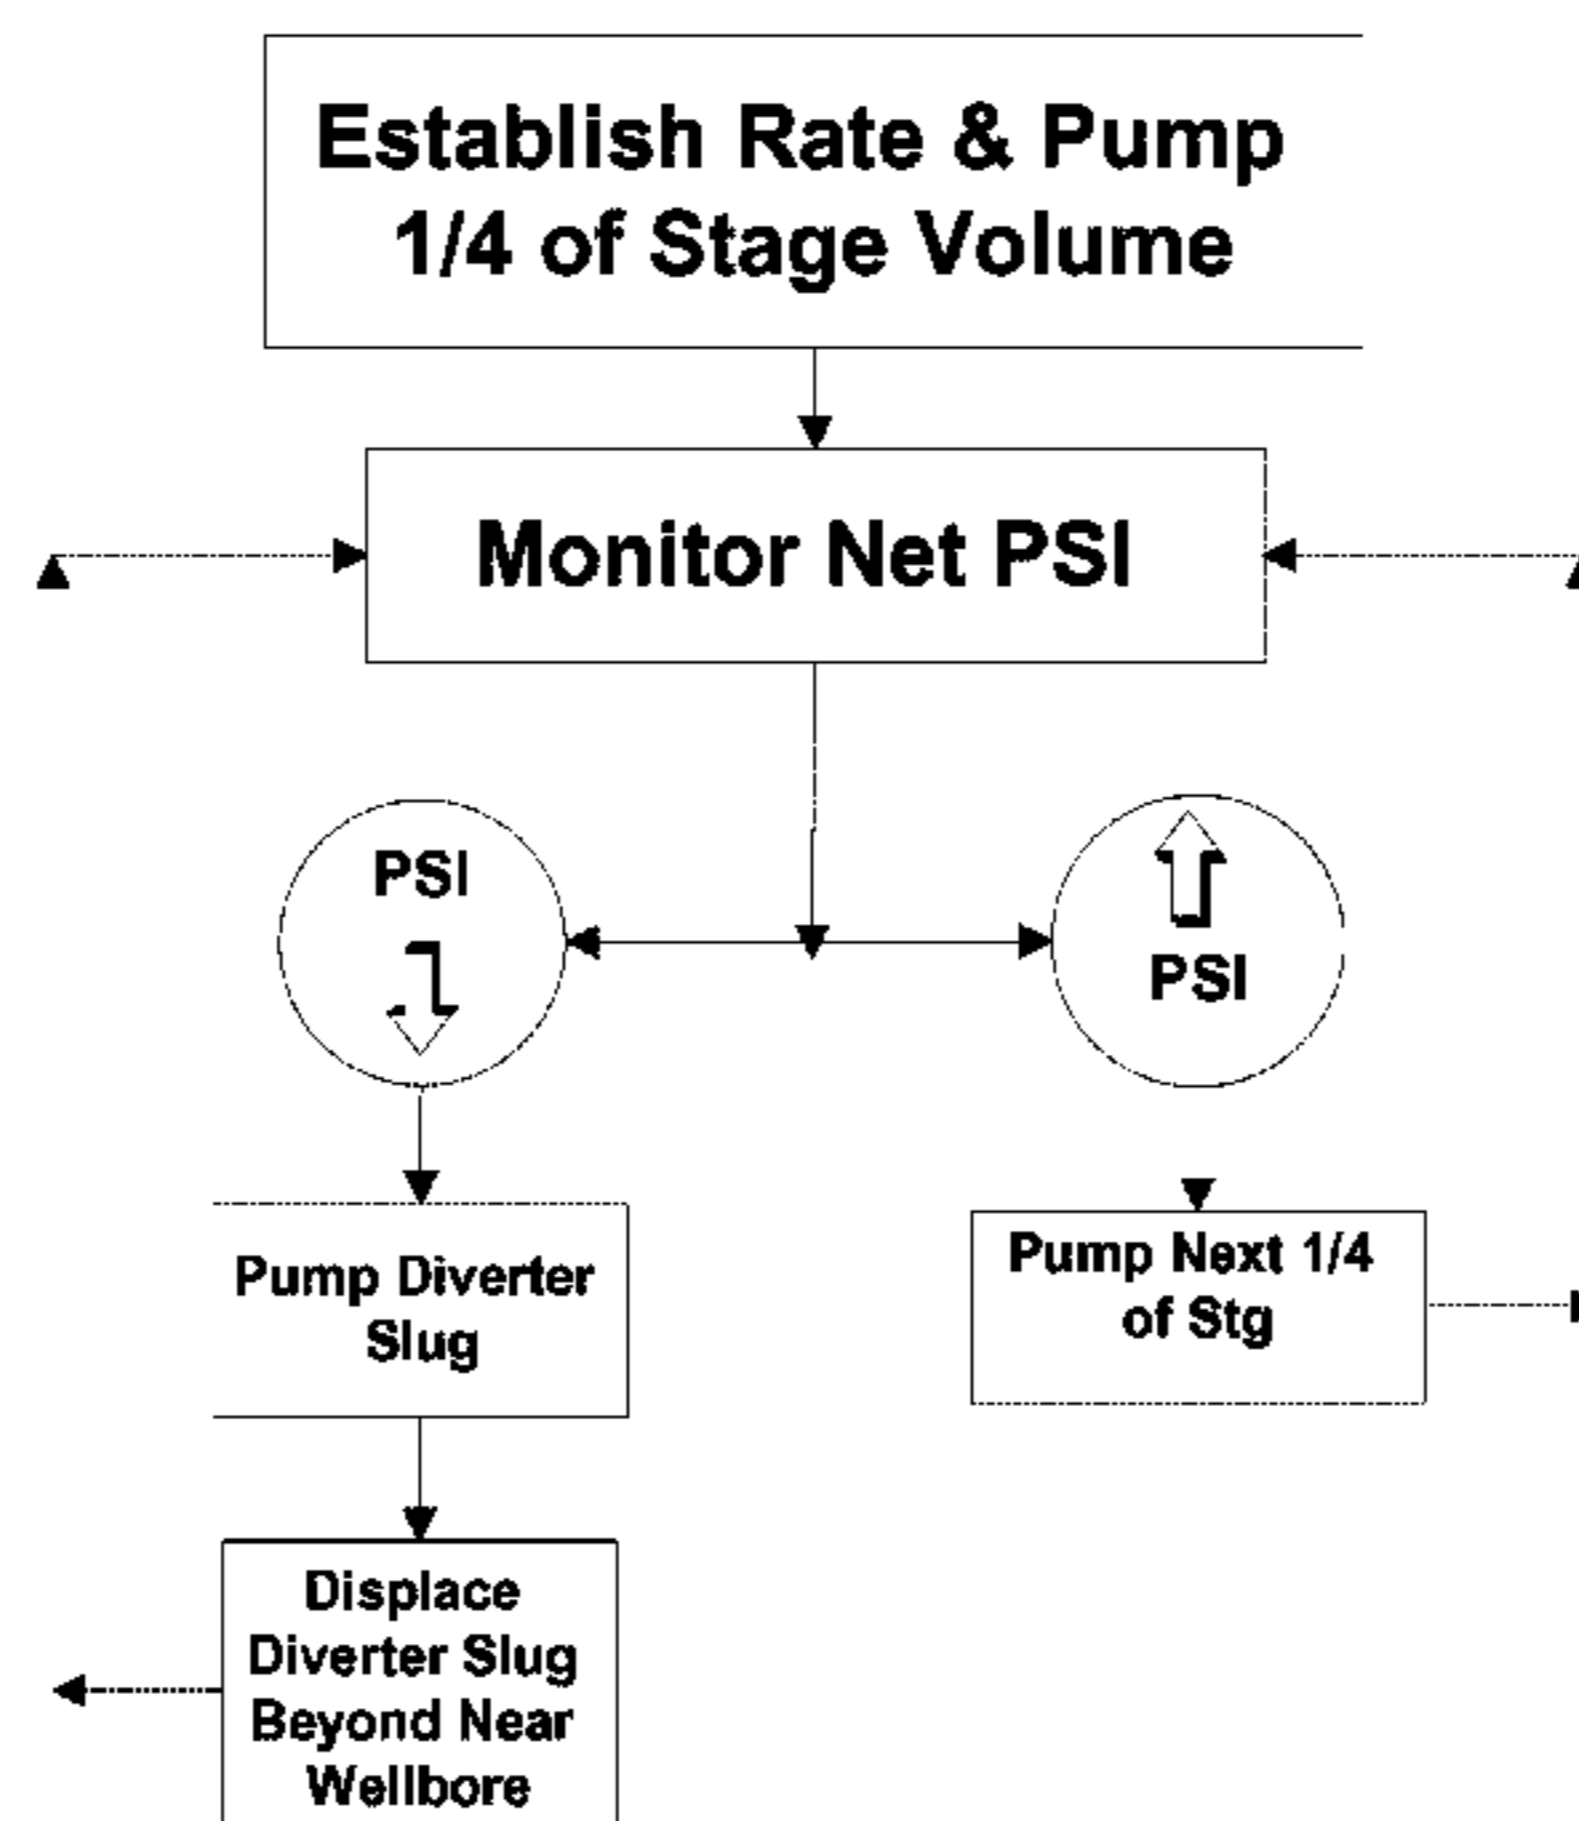 Establish Rate & Pump
1/4 of Stage Volume
Monitor Net PSI
PSI
PSI
Pump Diverter
Slug
Pump Next 1/4
of Stg
Displace
Diverter Slug
Beyond Near
Wellbore